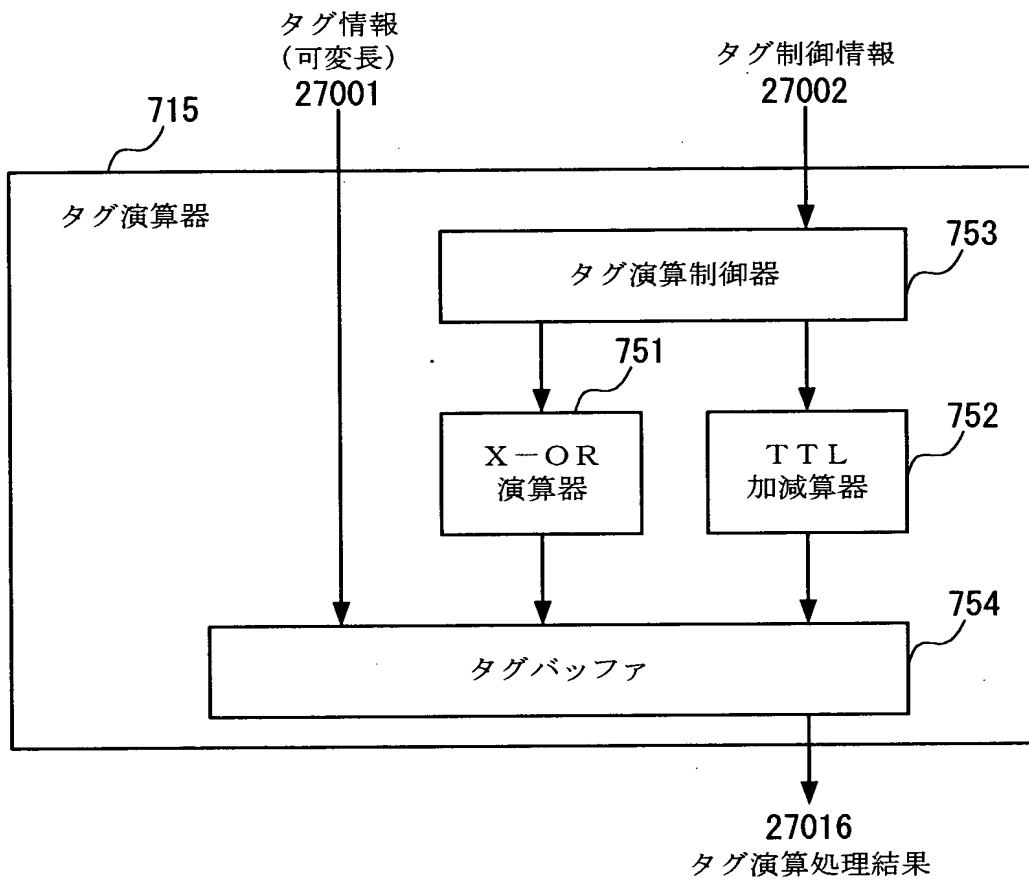 タグ情報
(可変長)
27001
タグ制御情報
27002
715
タグ演算器
753
タグ演算制御器
751
X－OR
演算器
752
TTL
加減算器
754
タグバッファ
27016
タグ演算処理結果